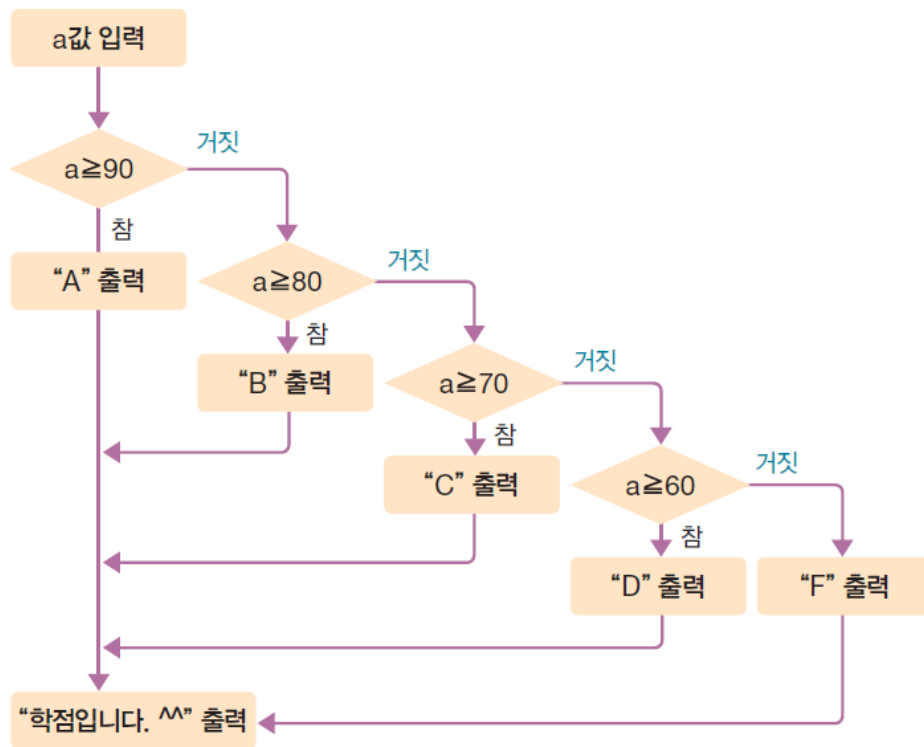 a값 입력
거짓
a≧90
참
거짓
"A" 출력
a≧80
참
거짓
"B" 출력
a≧70
참
거짓
"C" 출력
a≧60
참
"D" 출력
"F" 출력
"학점입니다. ^^" 출력